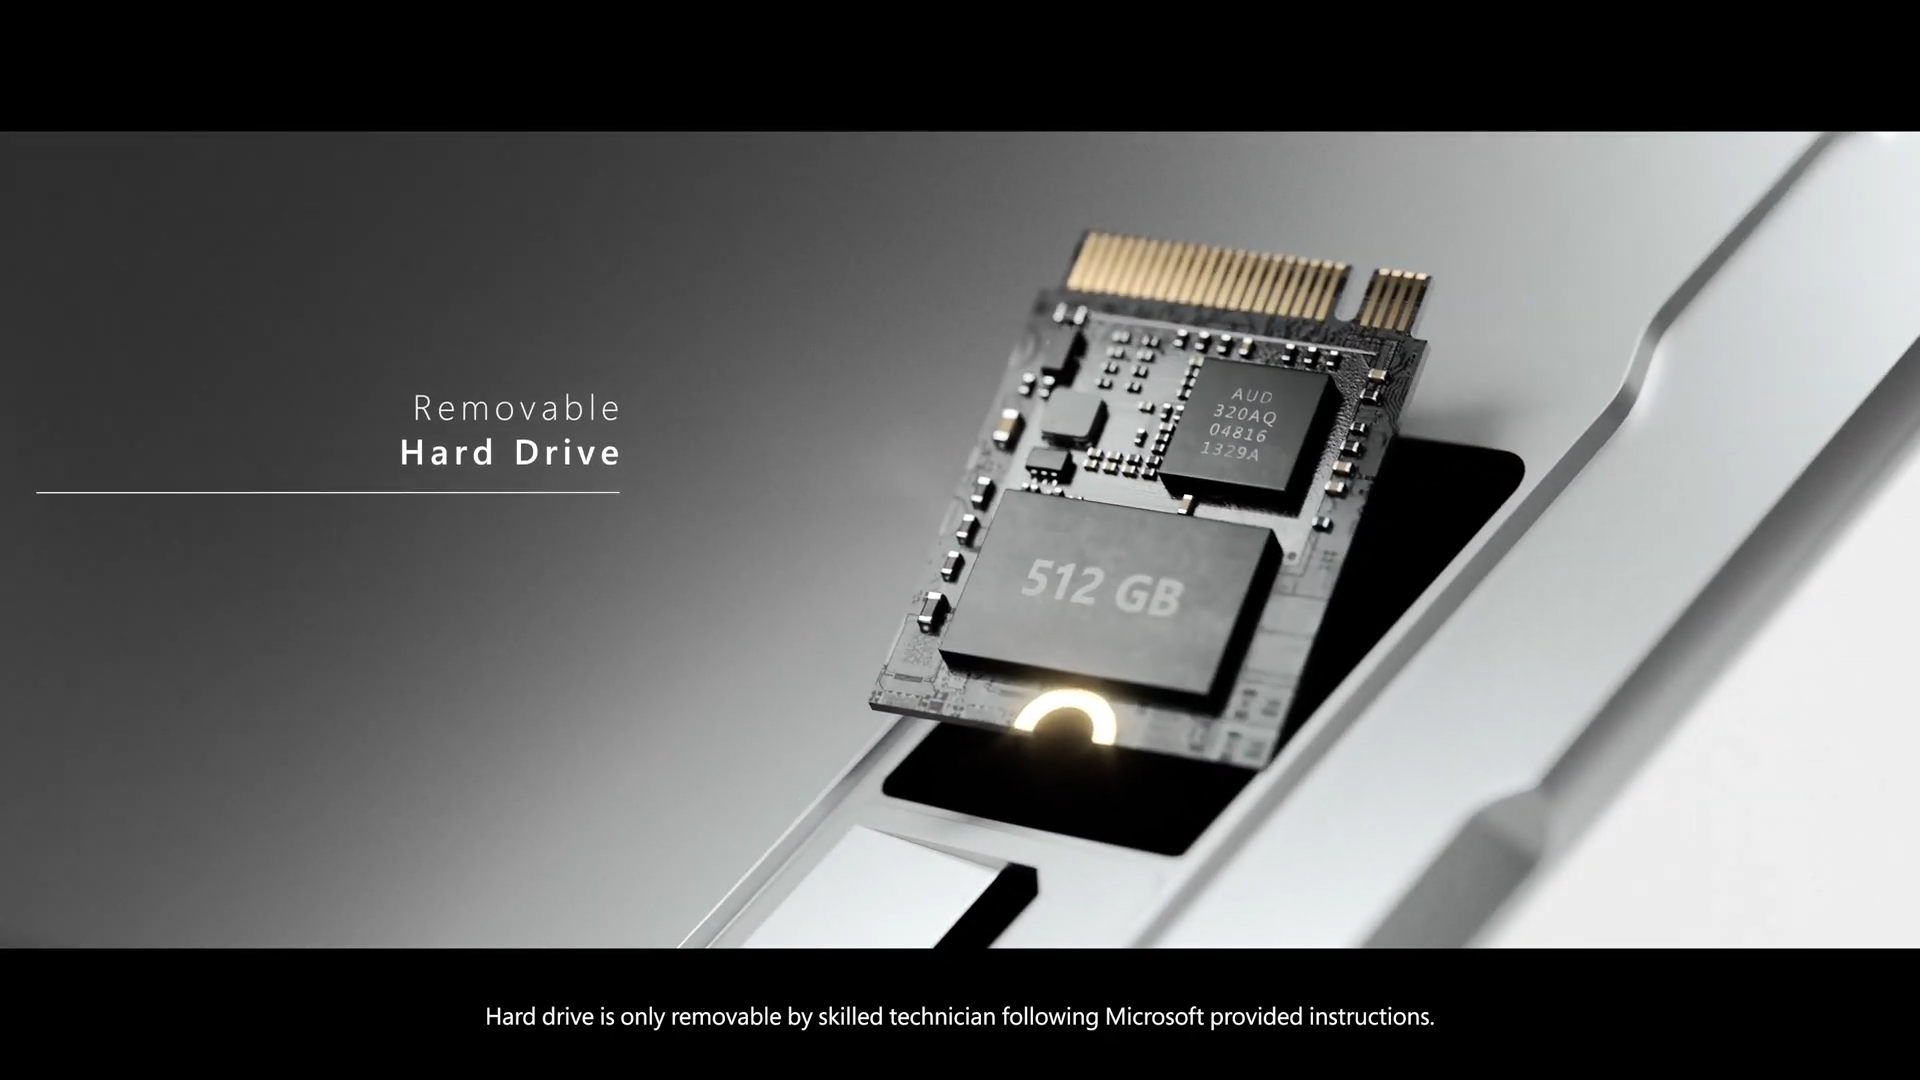 Removable
Hard Drive
AUD
320AQ
04816
1329A
512 GB
Hard drive is only removable by skilled technician following Microsoft provided instructions.